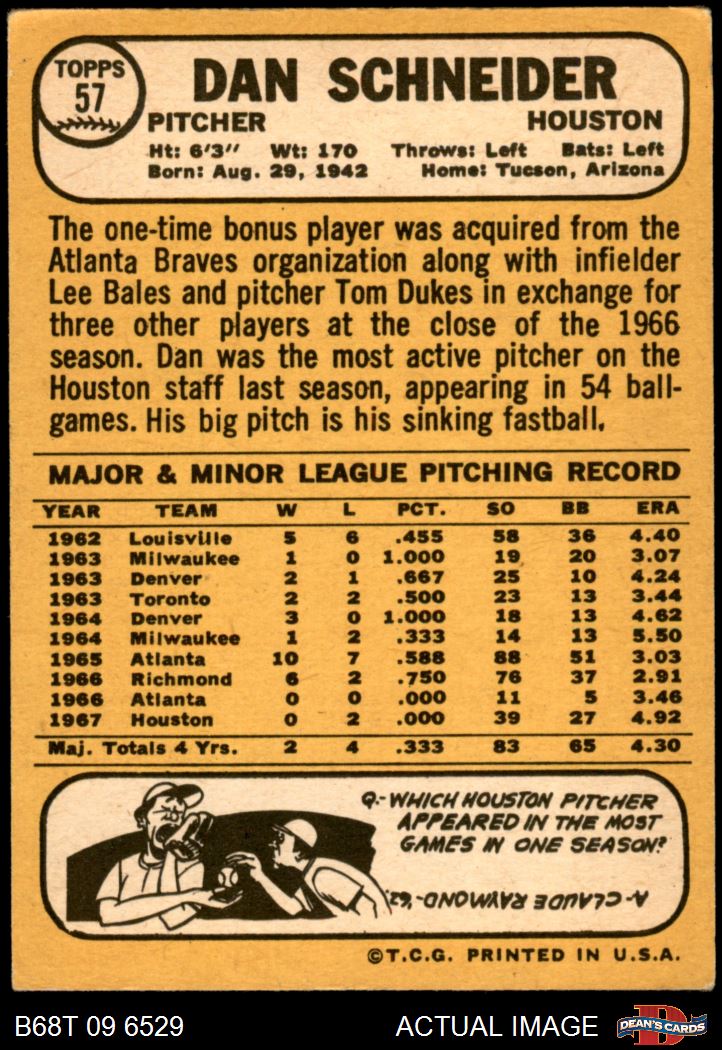 TOPPS
57
DAN SCHNEIDER
PITCHER HOUSTON
Ht: 6'3" Wt: 170 Throws: Left Bats: Left
Born: Aug. 29, 1942 Home: Tucson, Arizona
The one-time bonus player was acquired from the
Atlanta Braves organization along with infielder
Lee Bales and pitcher Tom Dukes in exchange for
three other players at the close of the 1966
season. Dan was the most active pitcher on the
Houston staff last season, appearing in 54 ball-
games. His big pitch is his sinking fastball.
MAJOR & MINOR LEAGUE PITCHING RECORD
YEAR TEAM W L PCT. SO BB ERA
1962 Louisville 5 6 .455 58 36 4.40
1963 Milwaukee 1 0 1.000 19 20 3.07
1963 Denver 2 1 .667 25 10 4.24
1963 Toronto 2 2 .500 23 13 3.44
1964 Denver 3 0 1.000 18 13 4.62
1964 Milwaukee 1 2 .333 14 13 5.50
1965 Atlanta 10 7 .588 88 51 3.03
1966 Richmond 6 2 .750 76 37 2.91
1966 Atlanta 0 0 .000 11 5 3.46
1967 Houston 0 2 .000 39 27 4.92
Maj. Totals 4 Yrs. 2 4 .333 83 65 4.30
Q.-WHICH HOUSTON PITCHER
APPEARED IN THE MOST
GAMES IN ONE SEASON?
A-CLAUDE RAYMOND-'62.
©T.C.G. PRINTED IN U.S.A.
B68T 09 6529 ACTUAL IMAGE
D
DEAN'S CARDS